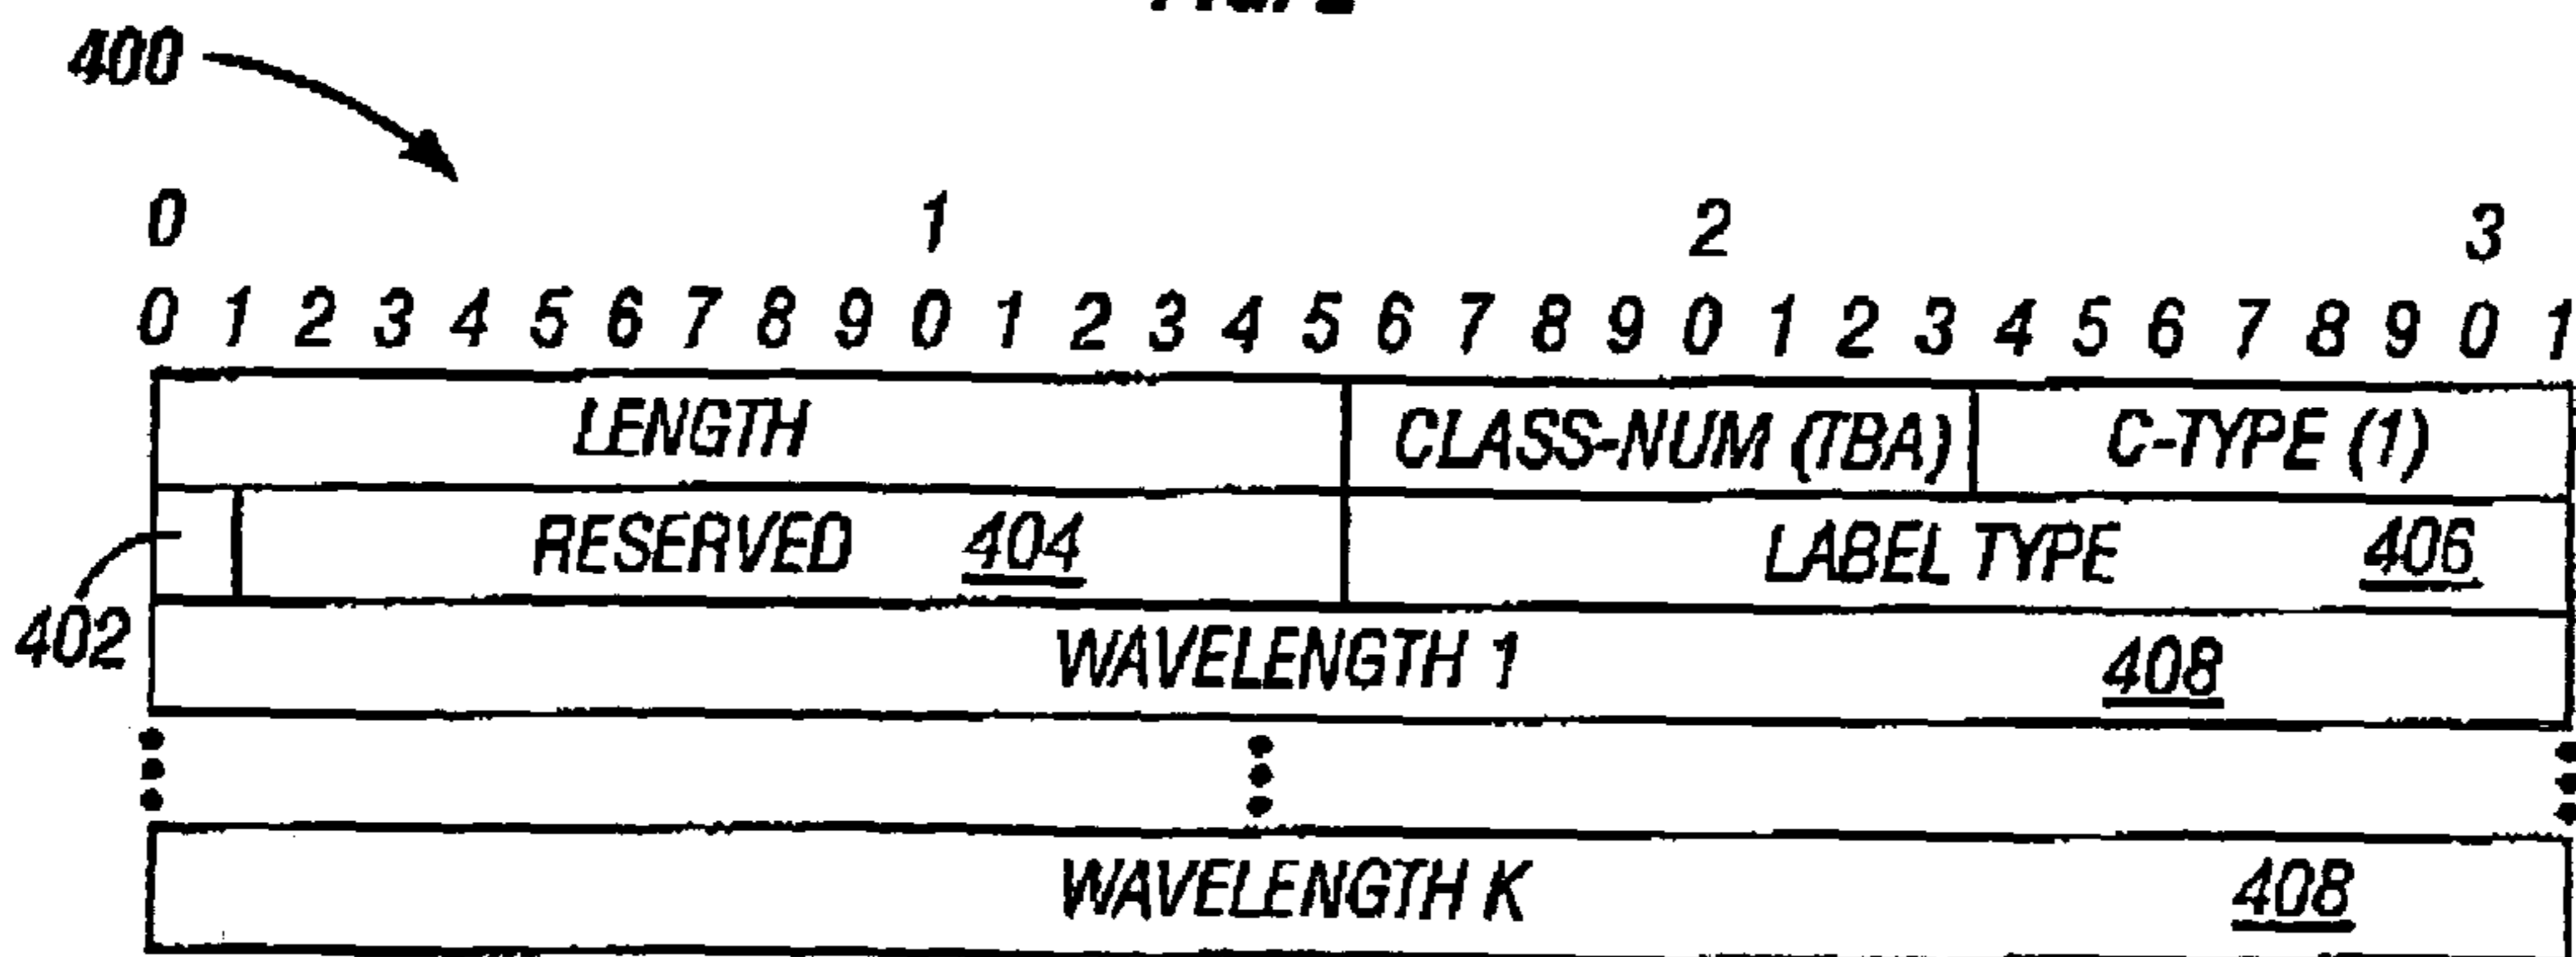 400
0 1 2 3
0 1 2 3 4 5 6 7 8 9 0 1 2 3 4 5 6 7 8 9 0 1 2 3 4 5 6 7 8 9 0 1
LENGTH CLASS-NUM (TBA) C-TYPE (1)
RESERVED 404 LABEL TYPE 406
402
WAVELENGTH 1 408
WAVELENGTH K 408